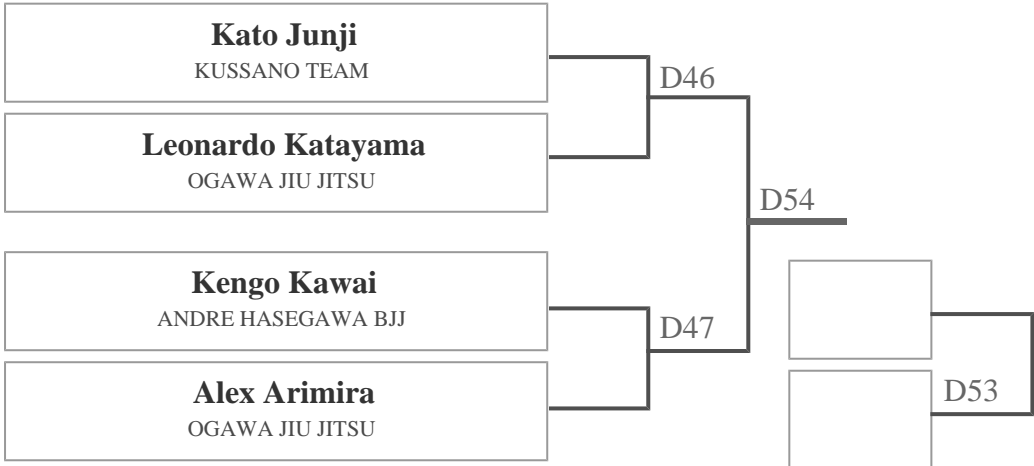 Kato Junji
KUSSANO TEAM
D46
Leonardo Katayama
OGAWA JIU JITSU
D54
Kengo Kawai
ANDRE HASEGAWA BJJ
D47
Alex Arimira
OGAWA JIU JITSU
D53